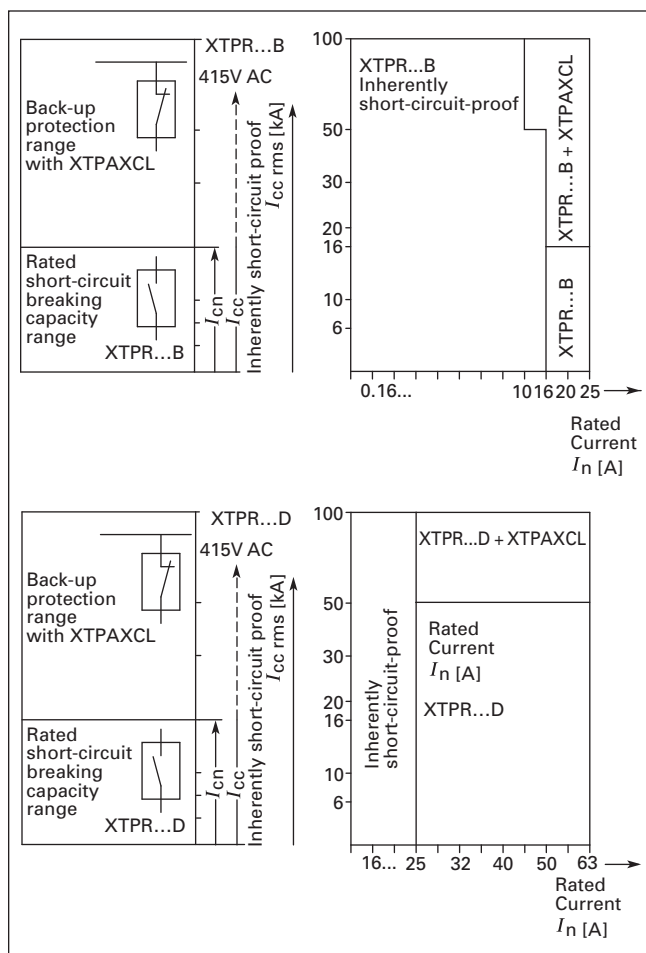 XTPR...B
415V AC
Back-up
protection
range
with XTPAXCL
Rated
short-circuit
breaking
capacity
range
XTPR...B
Icn
Icc
Inherently short-circuit proof
Icc rms [kA]
100
50
30
20
16
10
6
XTPR...B
Inherently
short-circuit-proof
XTPR...B + XTPAXCL
XTPR...B
0.16...
10 16 20 25
Rated
Current
In [A]
XTPR...D
415V AC
Back-up
protection
range
with XTPAXCL
Rated
short-circuit
breaking
capacity
range
XTPR...D
Icn
Icc
Inherently short-circuit proof
Icc rms [kA]
100
50
30
20
16
10
6
Inherently
short-circuit-proof
XTPR...D + XTPAXCL
Rated
Current
In [A]
XTPR...D
16... 25 32 40 50 63
Rated
Current
In [A]